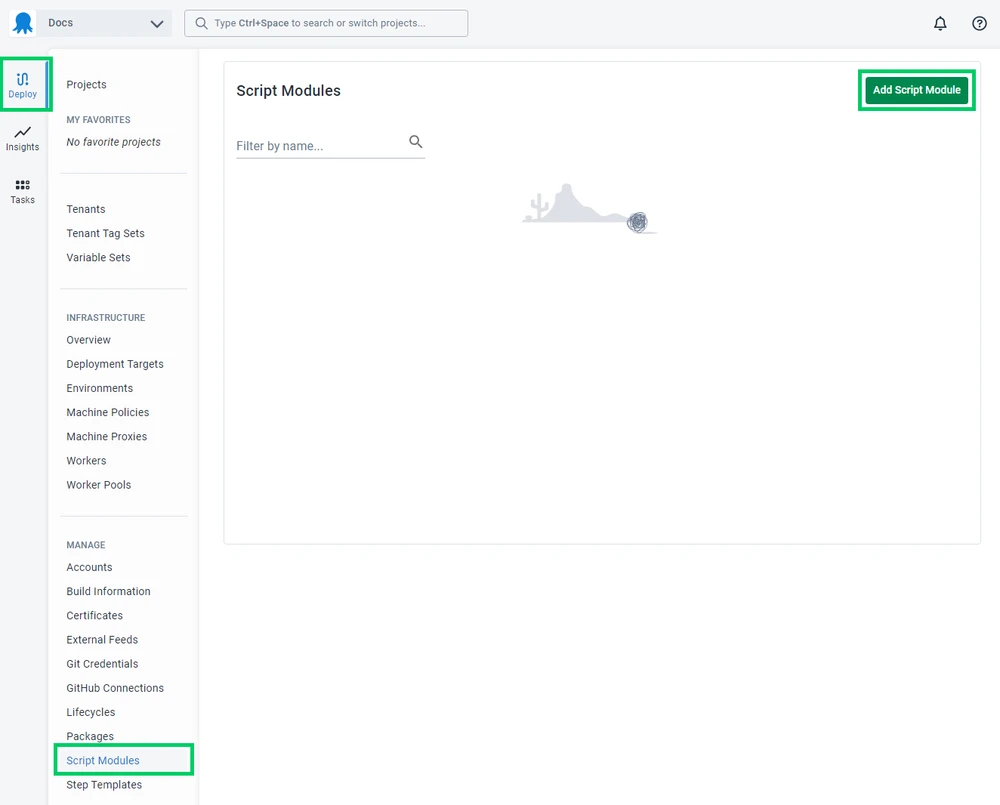 Docs
Type Ctrl+Space to search or switch projects...
Deploy
Insights
Tasks
Projects
MY FAVORITES
No favorite projects
Tenants
Tenant Tag Sets
Variable Sets
INFRASTRUCTURE
Overview
Deployment Targets
Environments
Machine Policies
Machine Proxies
Workers
Worker Pools
MANAGE
Accounts
Build Information
Certificates
External Feeds
Git Credentials
GitHub Connections
Lifecycles
Packages
Script Modules
Step Templates
Script Modules
Add Script Module
Filter by name...